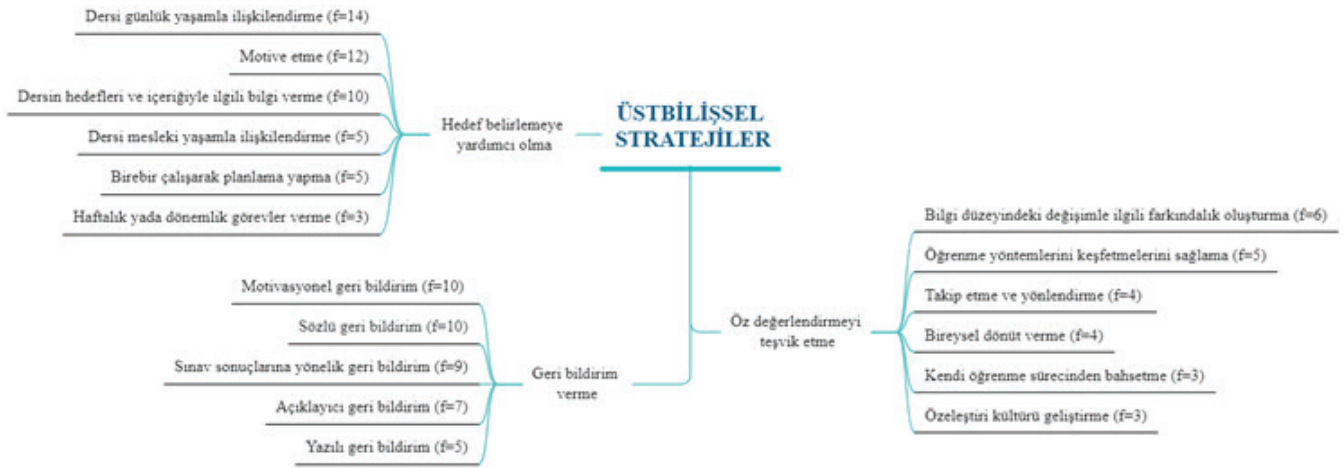 ÜSTBİLİŞSEL
STRATEJİLER
Hedef belirlemeye
yardımcı olma
Dersi günlük yaşamla ilişkilendirme (f=14)
Motive etme (f=12)
Dersin hedefleri ve içeriğiyle ilgili bilgi verme (f=10)
Dersi mesleki yaşamla ilişkilendirme (f=5)
Birebir çalışarak planlama yapma (f=5)
Haftalık yada dönemlik görevler verme (f=3)
Geri bildirim
verme
Motivasyonel geri bildirim (f=10)
Sözlü geri bildirim (f=10)
Sınav sonuçlarına yönelik geri bildirim (f=9)
Açıklayıcı geri bildirim (f=7)
Yazılı geri bildirim (f=5)
Öz değerlendirmeyi
teşvik etme
Bilgi düzeyindeki değişimle ilgili farkındalık oluşturma (f=6)
Öğrenme yöntemlerini keşfetmelerini sağlama (f=5)
Takip etme ve yönlendirme (f=4)
Bireysel dönüt verme (f=4)
Kendi öğrenme sürecinden bahsetme (f=3)
Özeleştiri kültürü geliştirme (f=3)